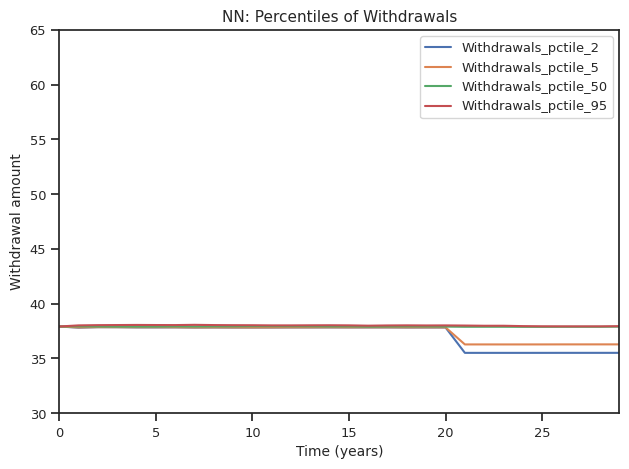 NN: Percentiles of Withdrawals
65
60
55
50
45
40
35
30
Withdrawal amount
Withdrawals_pctile_2
Withdrawals_pctile_5
Withdrawals_pctile_50
Withdrawals_pctile_95
0 5 10 15 20 25
Time (years)